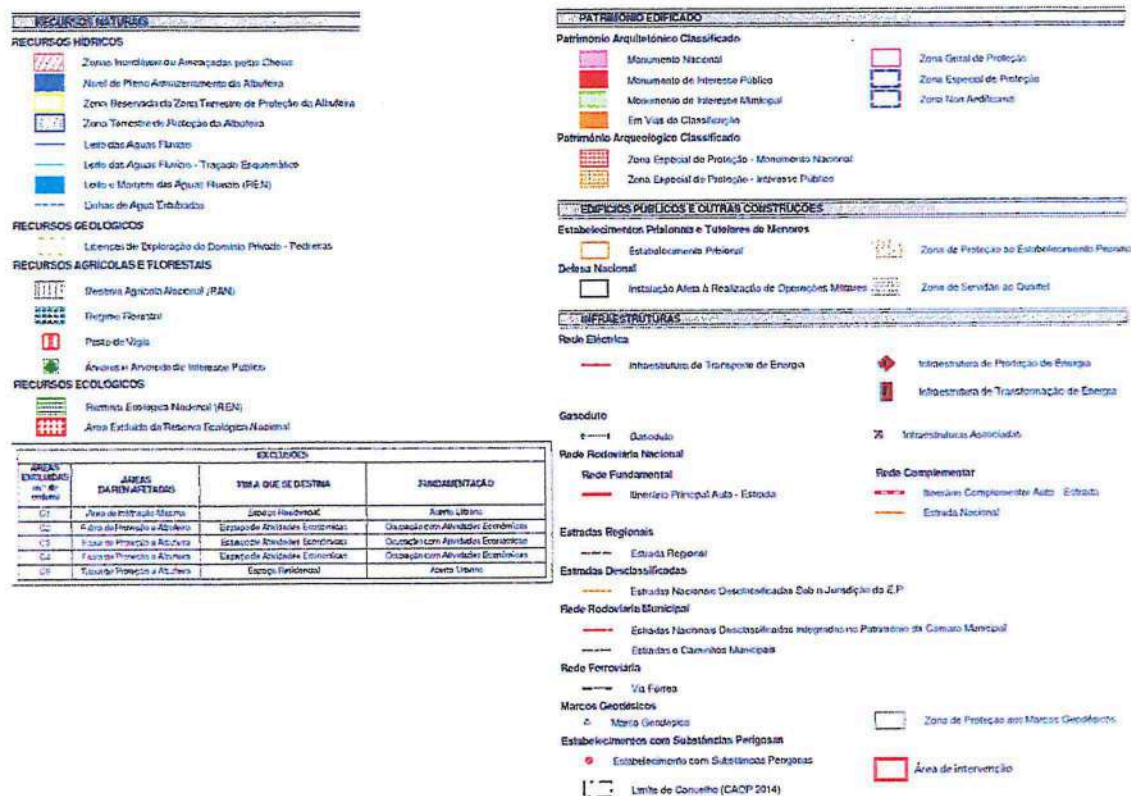 RECURSOS NATURAIS
RECURSOS HÍDRICOS
Zonas Inundáveis ou Ameaçadas pelas Cheias
Nível de Pleno Armazenamento da Albufeira
Zona Reservada da Zona Terrestre de Proteção da Albufeira
Zona Terrestre de Proteção da Albufeira
Leito das Águas Fluviais
Leito das Águas Fluviais - Traçado Esquemático
Leito e Margem das Águas Fluviais (REN)
Linhas de Água Entubadas
RECURSOS GEOLÓGICOS
Licenças de Exploração do Domínio Privado - Pedreiras
RECURSOS AGRÍCOLAS E FLORESTAIS
Reserva Agrícola Nacional (RAN)
Regime Florestal
Posto de Vigia
Árvores e Arvoredo de Interesse Público
RECURSOS ECOLÓGICOS
Reserva Ecológica Nacional (REN)
Área Excluída da Reserva Ecológica Nacional
EXCLUSÕES
ÁREAS EXCLUÍDAS (n.º de ordem)
ÁREAS DA REN AFETADAS
FIM A QUE SE DESTINA
FUNDAMENTAÇÃO
C1 Área de Infiltração Máxima Espaço Residencial Aperto Urbano
C2 Faixa de Proteção a Albufeira Espaço de Atividades Económicas Ocupação com Atividades Económicas
C3 Faixa de Proteção a Albufeira Espaço de Atividades Económicas Ocupação com Atividades Económicas
C4 Faixa de Proteção a Albufeira Espaço de Atividades Económicas Ocupação com Atividades Económicas
C5 Faixa de Proteção a Albufeira Espaço Residencial Aperto Urbano
PATRIMÓNIO EDIFICADO
Património Arquitetónico Classificado
Monumento Nacional
Monumento de Interesse Público
Monumento de Interesse Municipal
Em Vias de Classificação
Zona Geral de Proteção
Zona Especial de Proteção
Zona Non Aedificandi
Património Arqueológico Classificado
Zona Especial de Proteção - Monumento Nacional
Zona Especial de Proteção - Interesse Público
EDIFÍCIOS PÚBLICOS E OUTRAS CONSTRUÇÕES
Estabelecimentos Prisionais e Tutelares de Menores
Estabelecimento Prisional
Zona de Proteção ao Estabelecimento Prisional
Defesa Nacional
Instalação Afeta à Realização de Operações Militares
Zona de Servidão ao Quartel
INFRAESTRUTURAS
Rede Eléctrica
Infraestrutura de Transporte de Energia
Infraestrutura de Produção de Energia
Infraestrutura de Transformação de Energia
Gasoduto
Gasoduto
Infraestruturas Associadas
Rede Rodoviária Nacional
Rede Fundamental
Itinerário Principal Auto - Estrada
Rede Complementar
Itinerário Complementar Auto - Estrada
Estrada Nacional
Estradas Regionais
Estrada Regional
Estradas Desclassificadas
Estradas Nacionais Desclassificadas Sob a Jurisdição da E.P
Rede Rodoviária Municipal
Estradas Nacionais Desclassificadas Integradas no Património da Camara Municipal
Estradas e Caminhos Municipais
Rede Ferroviária
Via Férrea
Marcos Geodésicos
Marco Geodésico
Zona de Proteção aos Marcos Geodésicos
Estabelecimentos com Substâncias Perigosas
Estabelecimento com Substâncias Perigosas
Área de intervenção
Limite de Concelho (CAOP 2014)